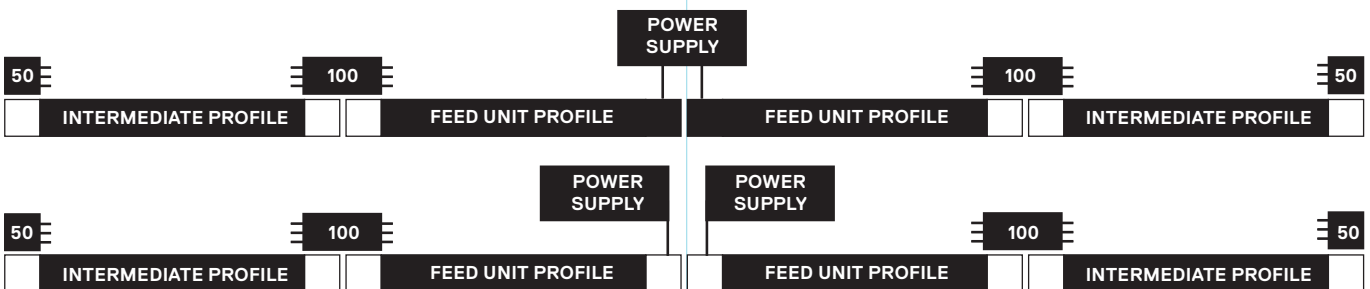 POWER
SUPPLY
50
100
100
50
INTERMEDIATE PROFILE
FEED UNIT PROFILE
FEED UNIT PROFILE
INTERMEDIATE PROFILE
POWER
SUPPLY
POWER
SUPPLY
50
100
100
50
INTERMEDIATE PROFILE
FEED UNIT PROFILE
FEED UNIT PROFILE
INTERMEDIATE PROFILE